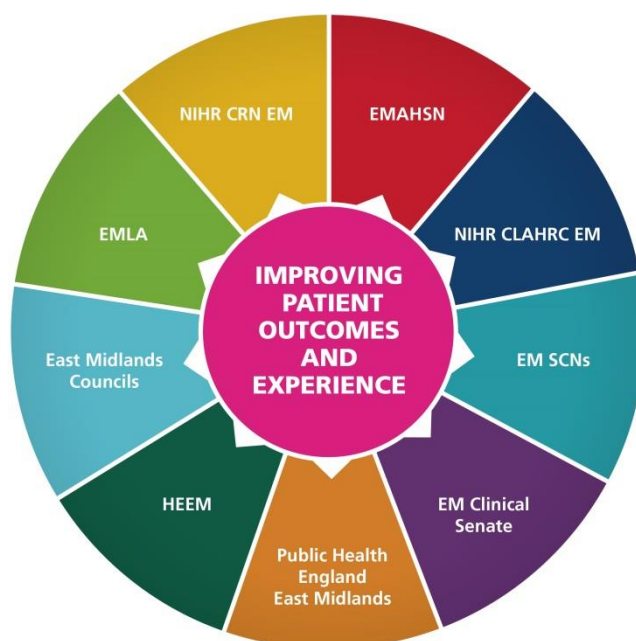 NIHR CRN EM
EMAHSN
NIHR CLAHRC EM
EM SCNs
EM Clinical
Senate
Public Health
England
East Midlands
HEEM
East Midlands
Councils
EMLA
IMPROVING
PATIENT
OUTCOMES
AND
EXPERIENCE